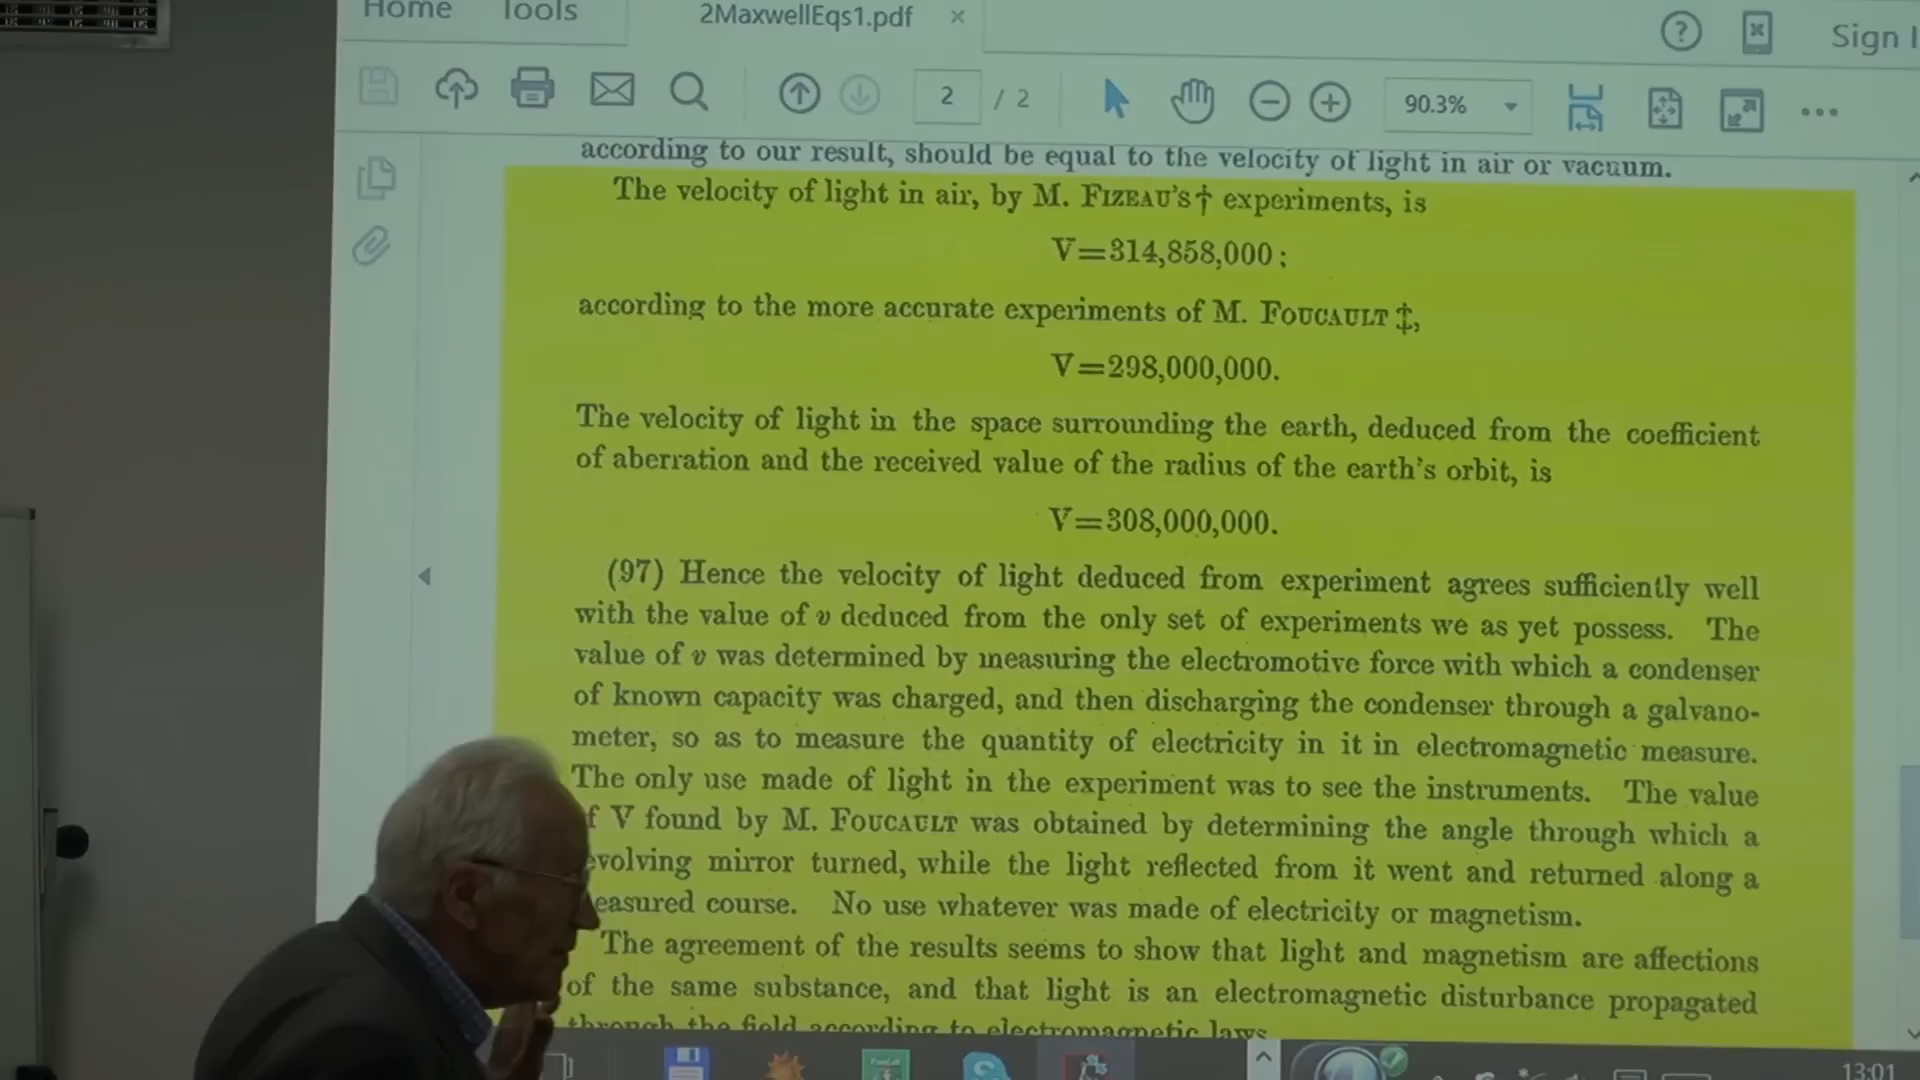 Home Tools 2MaxwellEqs1.pdf × ? Sign I
2 / 2 90.3%
according to our result, should be equal to the velocity of light in air or vacuum.
The velocity of light in air, by M. FIZEAU'S† experiments, is
V=314,858,000;
according to the more accurate experiments of M. FOUCAULT‡,
V=298,000,000.
The velocity of light in the space surrounding the earth, deduced from the coefficient
of aberration and the received value of the radius of the earth's orbit, is
V=308,000,000.
(97) Hence the velocity of light deduced from experiment agrees sufficiently well
with the value of v deduced from the only set of experiments we as yet possess. The
value of v was determined by measuring the electromotive force with which a condenser
of known capacity was charged, and then discharging the condenser through a galvano-
meter, so as to measure the quantity of electricity in it in electromagnetic measure.
The only use made of light in the experiment was to see the instruments. The value
f V found by M. FOUCAULT was obtained by determining the angle through which a
evolving mirror turned, while the light reflected from it went and returned along a
easured course. No use whatever was made of electricity or magnetism.
The agreement of the results seems to show that light and magnetism are affections
of the same substance, and that light is an electromagnetic disturbance propagated
through the field according to electromagnetic laws
13:01